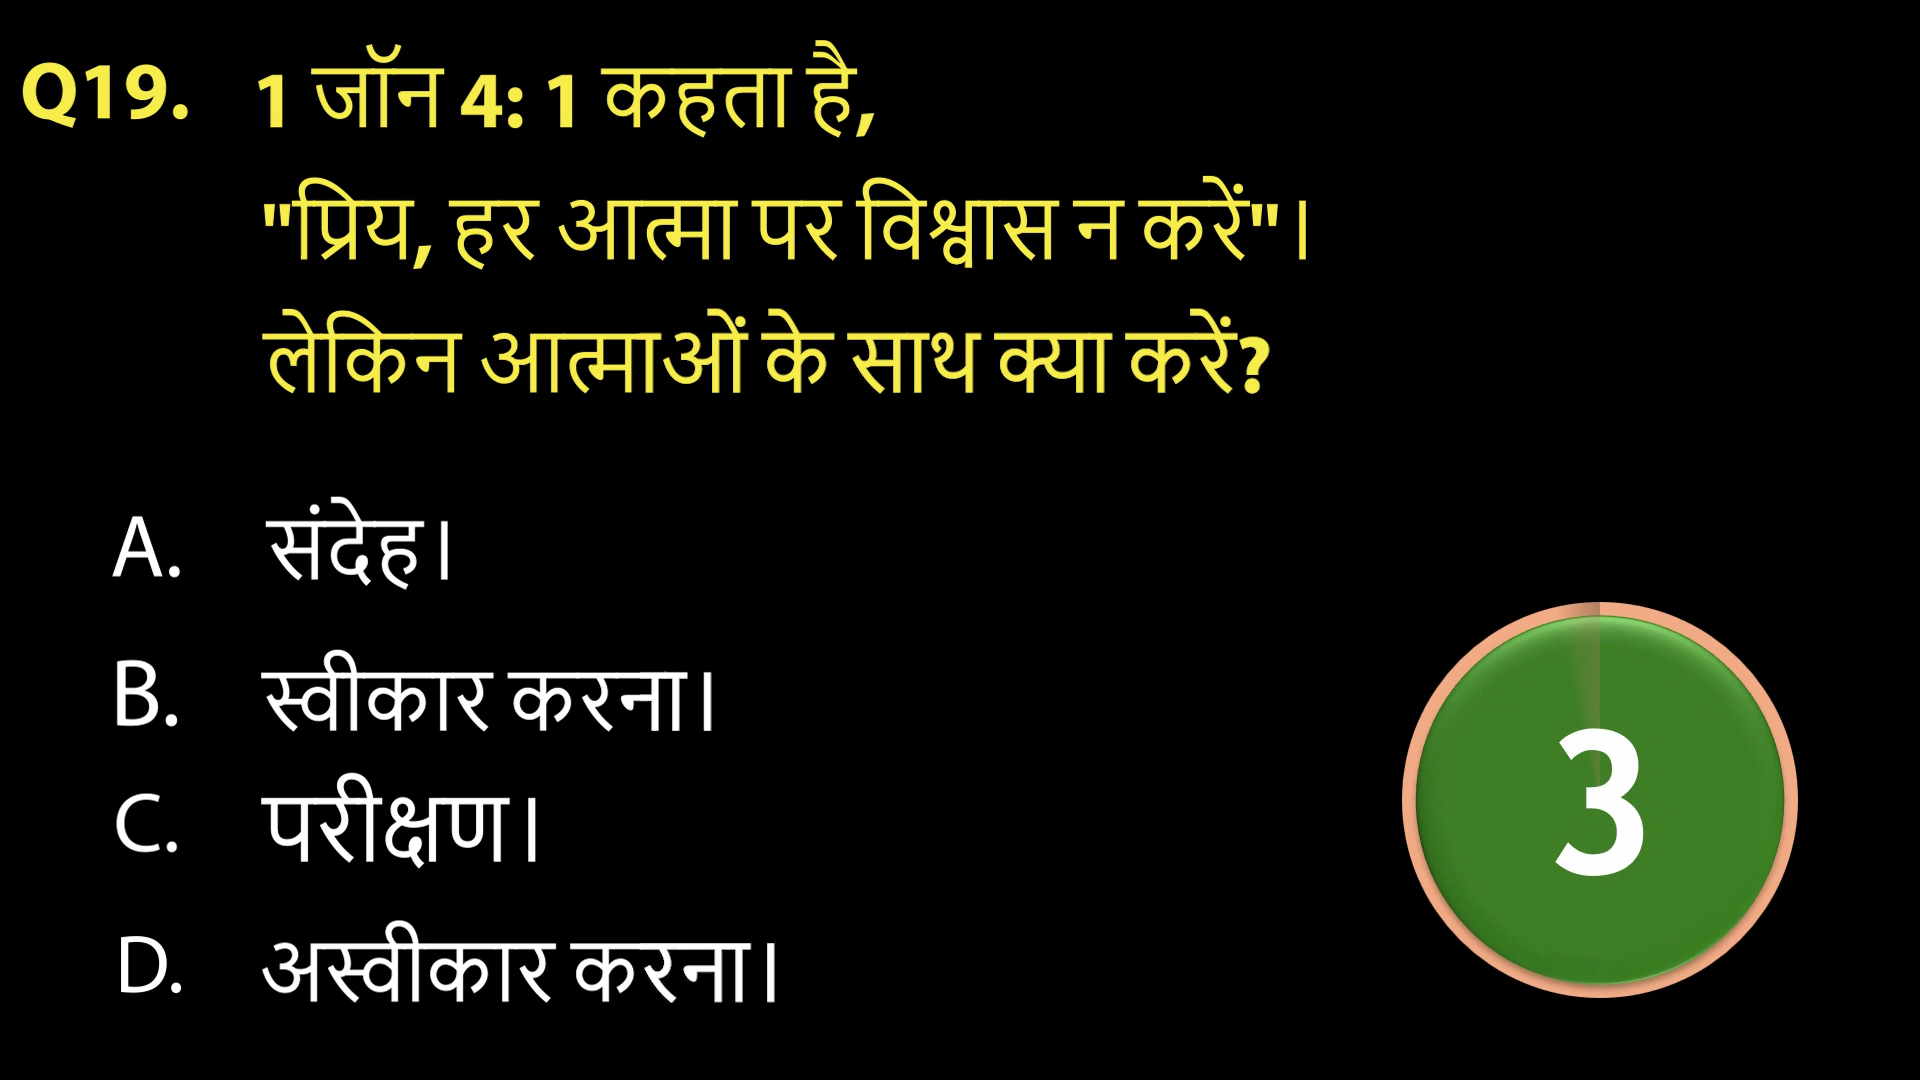 Q19. 1 जॉन 4: 1 कहता है,
"प्रिय, हर आत्मा पर विश्वास न करें"।
लेकिन आत्माओं के साथ क्या करें?
A. संदेह।
B. स्वीकार करना।
C. परीक्षण।
D. अस्वीकार करना।
3